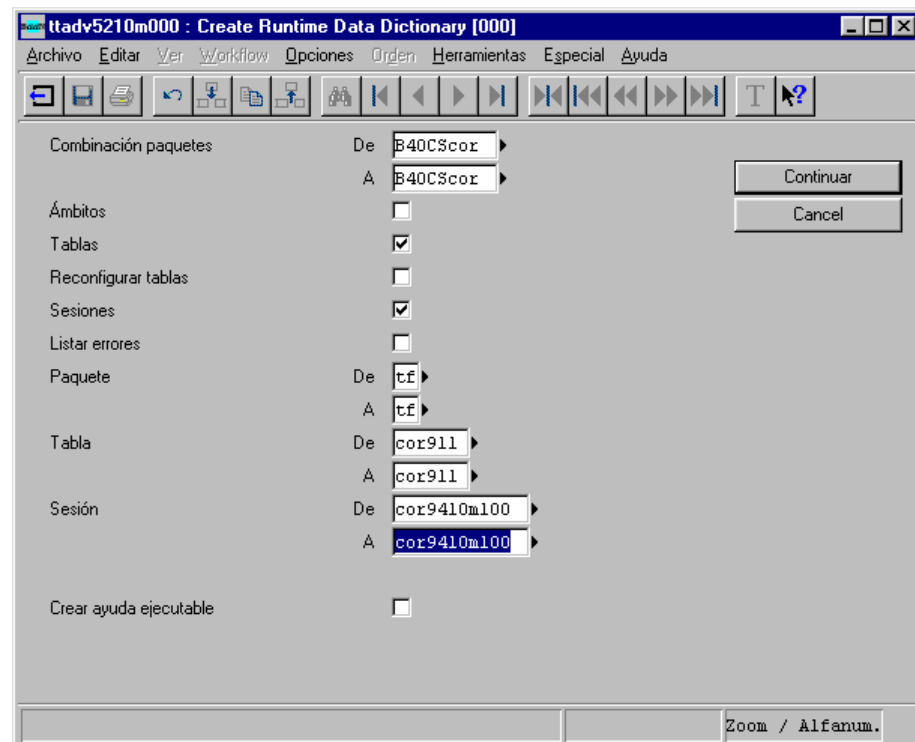 ttadv5210m000 : Create Runtime Data Dictionary [000]
Archivo Editar Ver Workflow Opciones Orden Herramientas Especial Ayuda
T ?
Combinación paquetes De B40CScor
A B40CScor
Continuar
Ámbitos
Cancel
Tablas
Reconfigurar tablas
Sesiones
Listar errores
Paquete De tf
A tf
Tabla De cor911
A cor911
Sesión De cor9410m100
A cor9410m100
Crear ayuda ejecutable
Zoom / Alfanum.